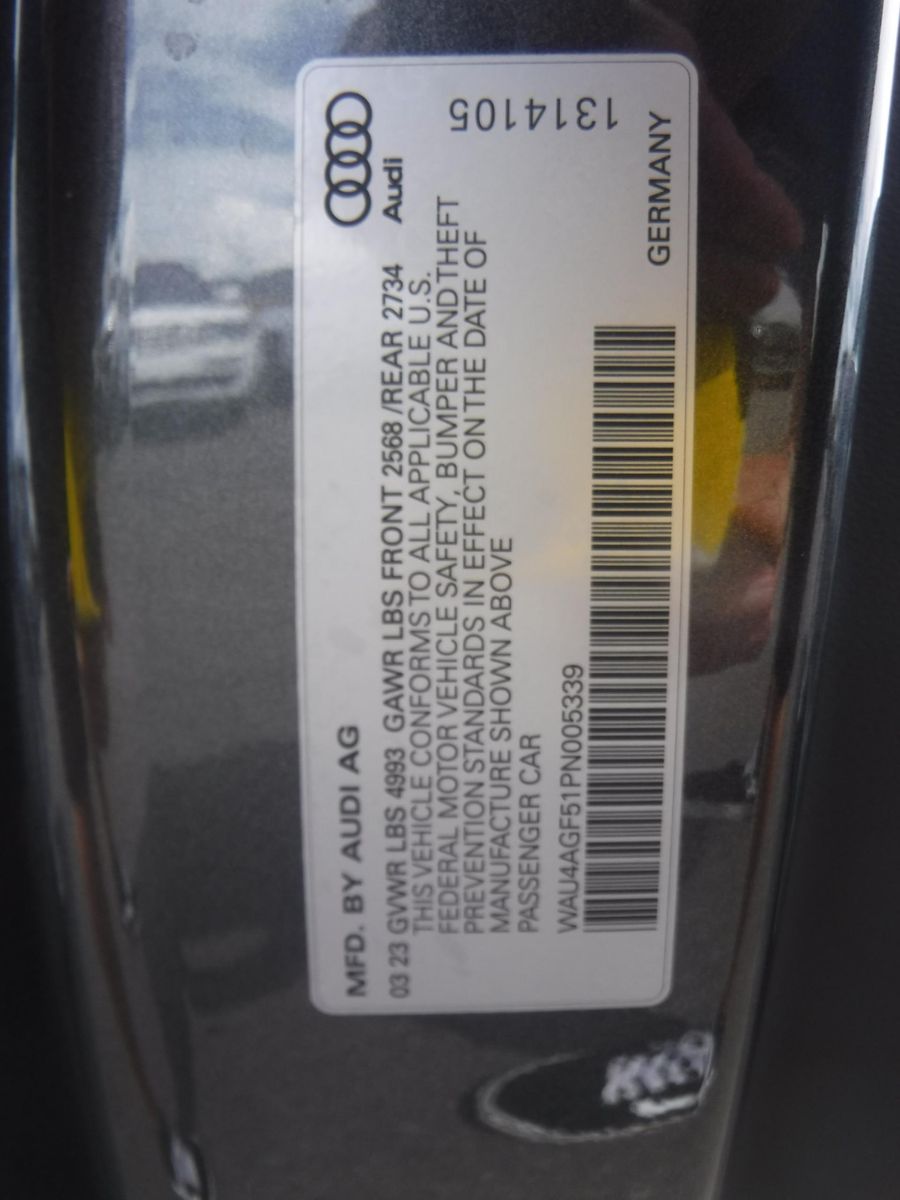 MFD. BY AUDI AG
Audi
03 23 GVWR LBS 4993 GAWR LBS FRONT 2568 /REAR 2734
THIS VEHICLE CONFORMS TO ALL APPLICABLE U.S.
FEDERAL MOTOR VEHICLE SAFETY, BUMPER AND THEFT
PREVENTION STANDARDS IN EFFECT ON THE DATE OF
MANUFACTURE SHOWN ABOVE
PASSENGER CAR
1314105
WAU4AGF51PN005339
GERMANY